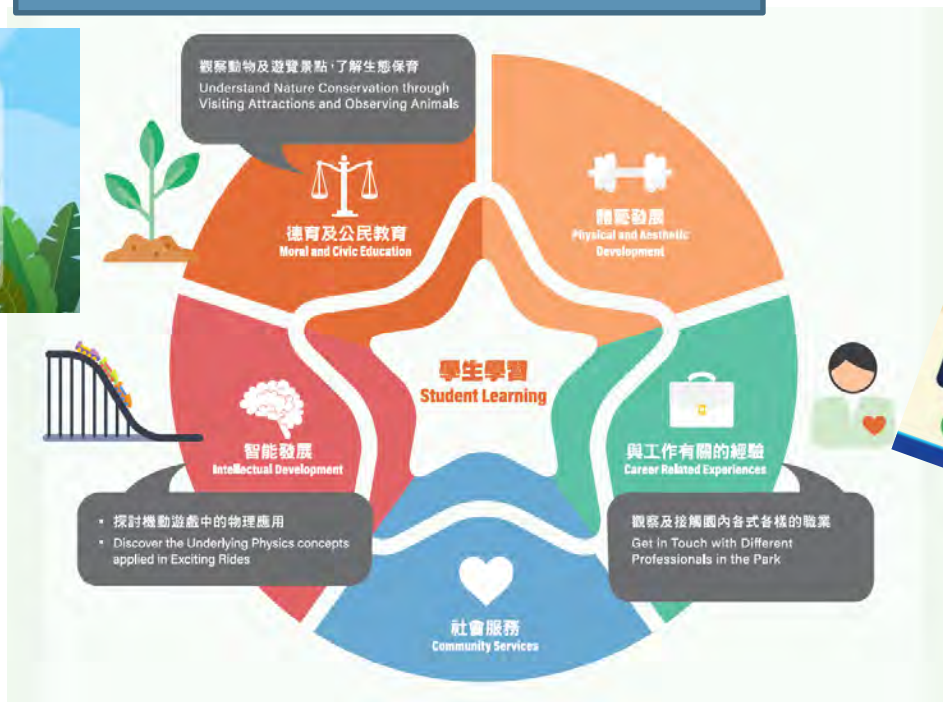 觀察動物及遊覽景點,了解生態保育
Understand Nature Conservation through
Visiting Attractions and Observing Animals
德育及公民教育
Moral and Civic Education
體藝發展
Physical and Aesthetic
Development
學生學習
Student Learning
智能發展
Intellectual Development
與工作有關的經驗
Career Related Experiences
• 探討機動遊戲中的物理應用
• Discover the Underlying Physics concepts
applied in Exciting Rides
觀察及接觸園內各式各樣的職業
Get in Touch with Different
Professionals in the Park
社會服務
Community Services